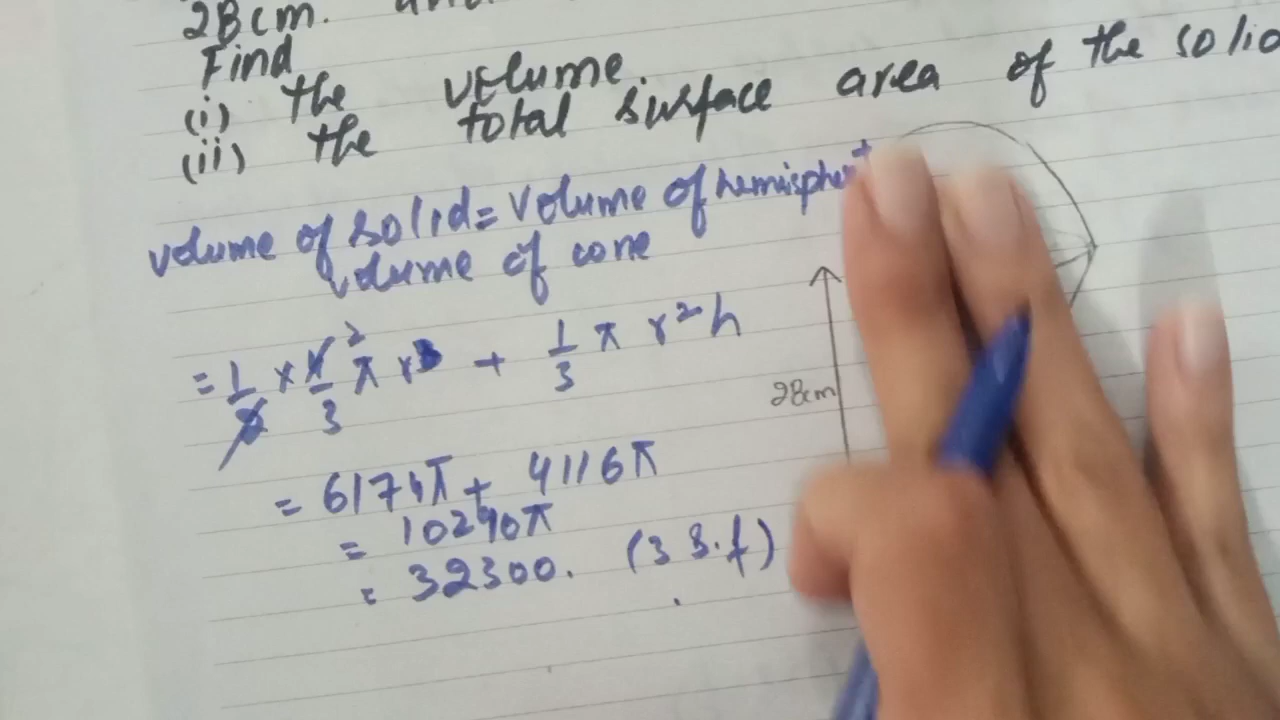 28cm.
Find
(i) the volume.
(ii) the total surface area of the solid
volume of solid = volume of hemisphere +
volume of cone
= 1/2 × 4/3 2 π r3 + 1/3 π r² h
= 6174π + 4116π
= 10290π
= 32300. (3 s.f)
28cm